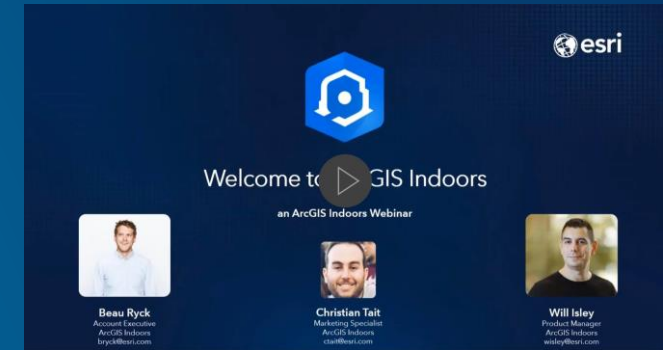 esri
Welcome to GIS Indoors
an ArcGIS Indoors Webinar
Beau Ryck
Account Executive
ArcGIS Indoors
bryck@esri.com
Christian Tait
Marketing Specialist
ArcGIS Indoors
ctait@esri.com
Will Isley
Product Manager
ArcGIS Indoors
wisley@esri.com